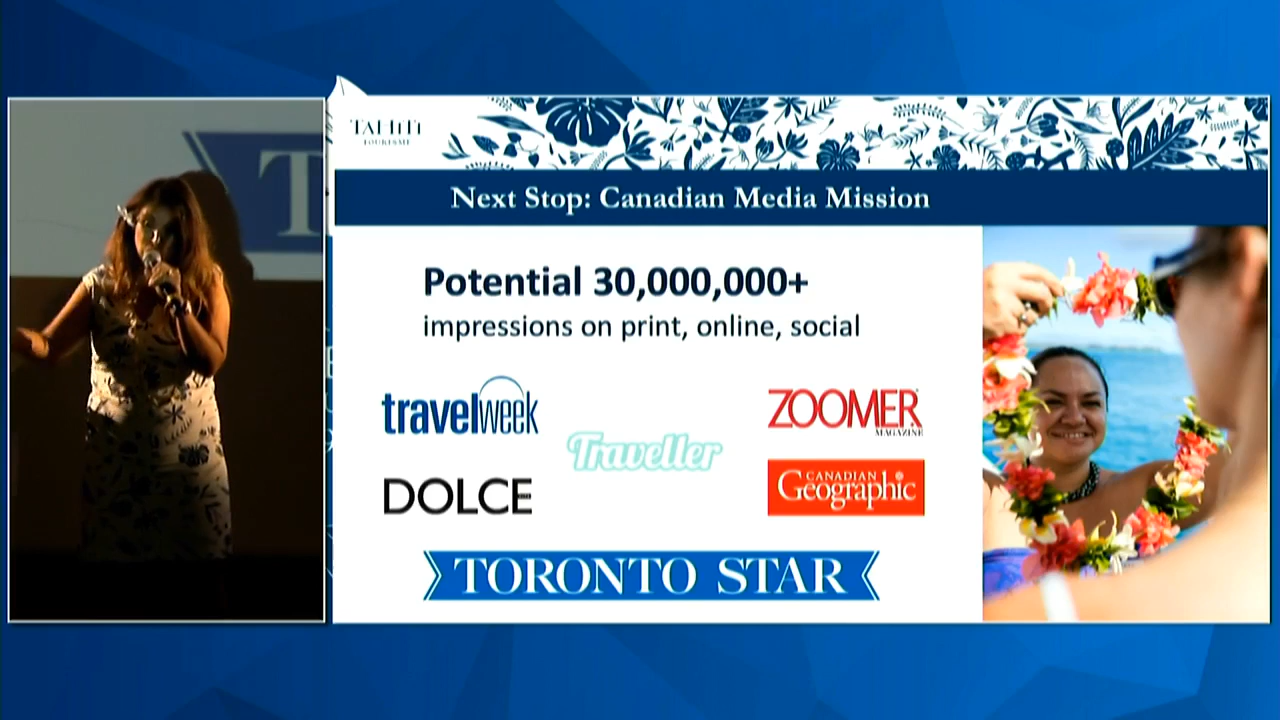 TAHITI
TOURISME
Next Stop: Canadian Media Mission
Potential 30,000,000+
impressions on print, online, social
travelweek
ZOOMER
MAGAZINE
Traveller
DOLCE
CANADIAN
Geographic
TORONTO STAR
T